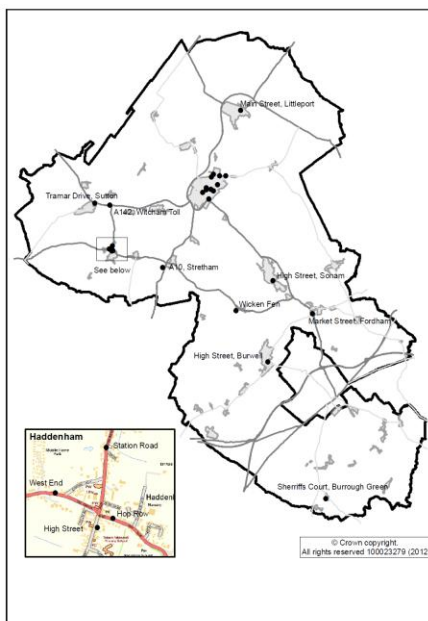 Main Street, Littleport
Tramar Drive, Sutton
A142, Witcham Toll
See below
A10, Stretham
High Street, Soham
Wicken Fen
Market Street, Fordham
High Street, Burwell
Haddenham
Station Road
West End
Haddenh
Hop Row
High Street
Sherriffs Court, Burrough Green
© Crown copyright.
All rights reserved 100023279 (2012